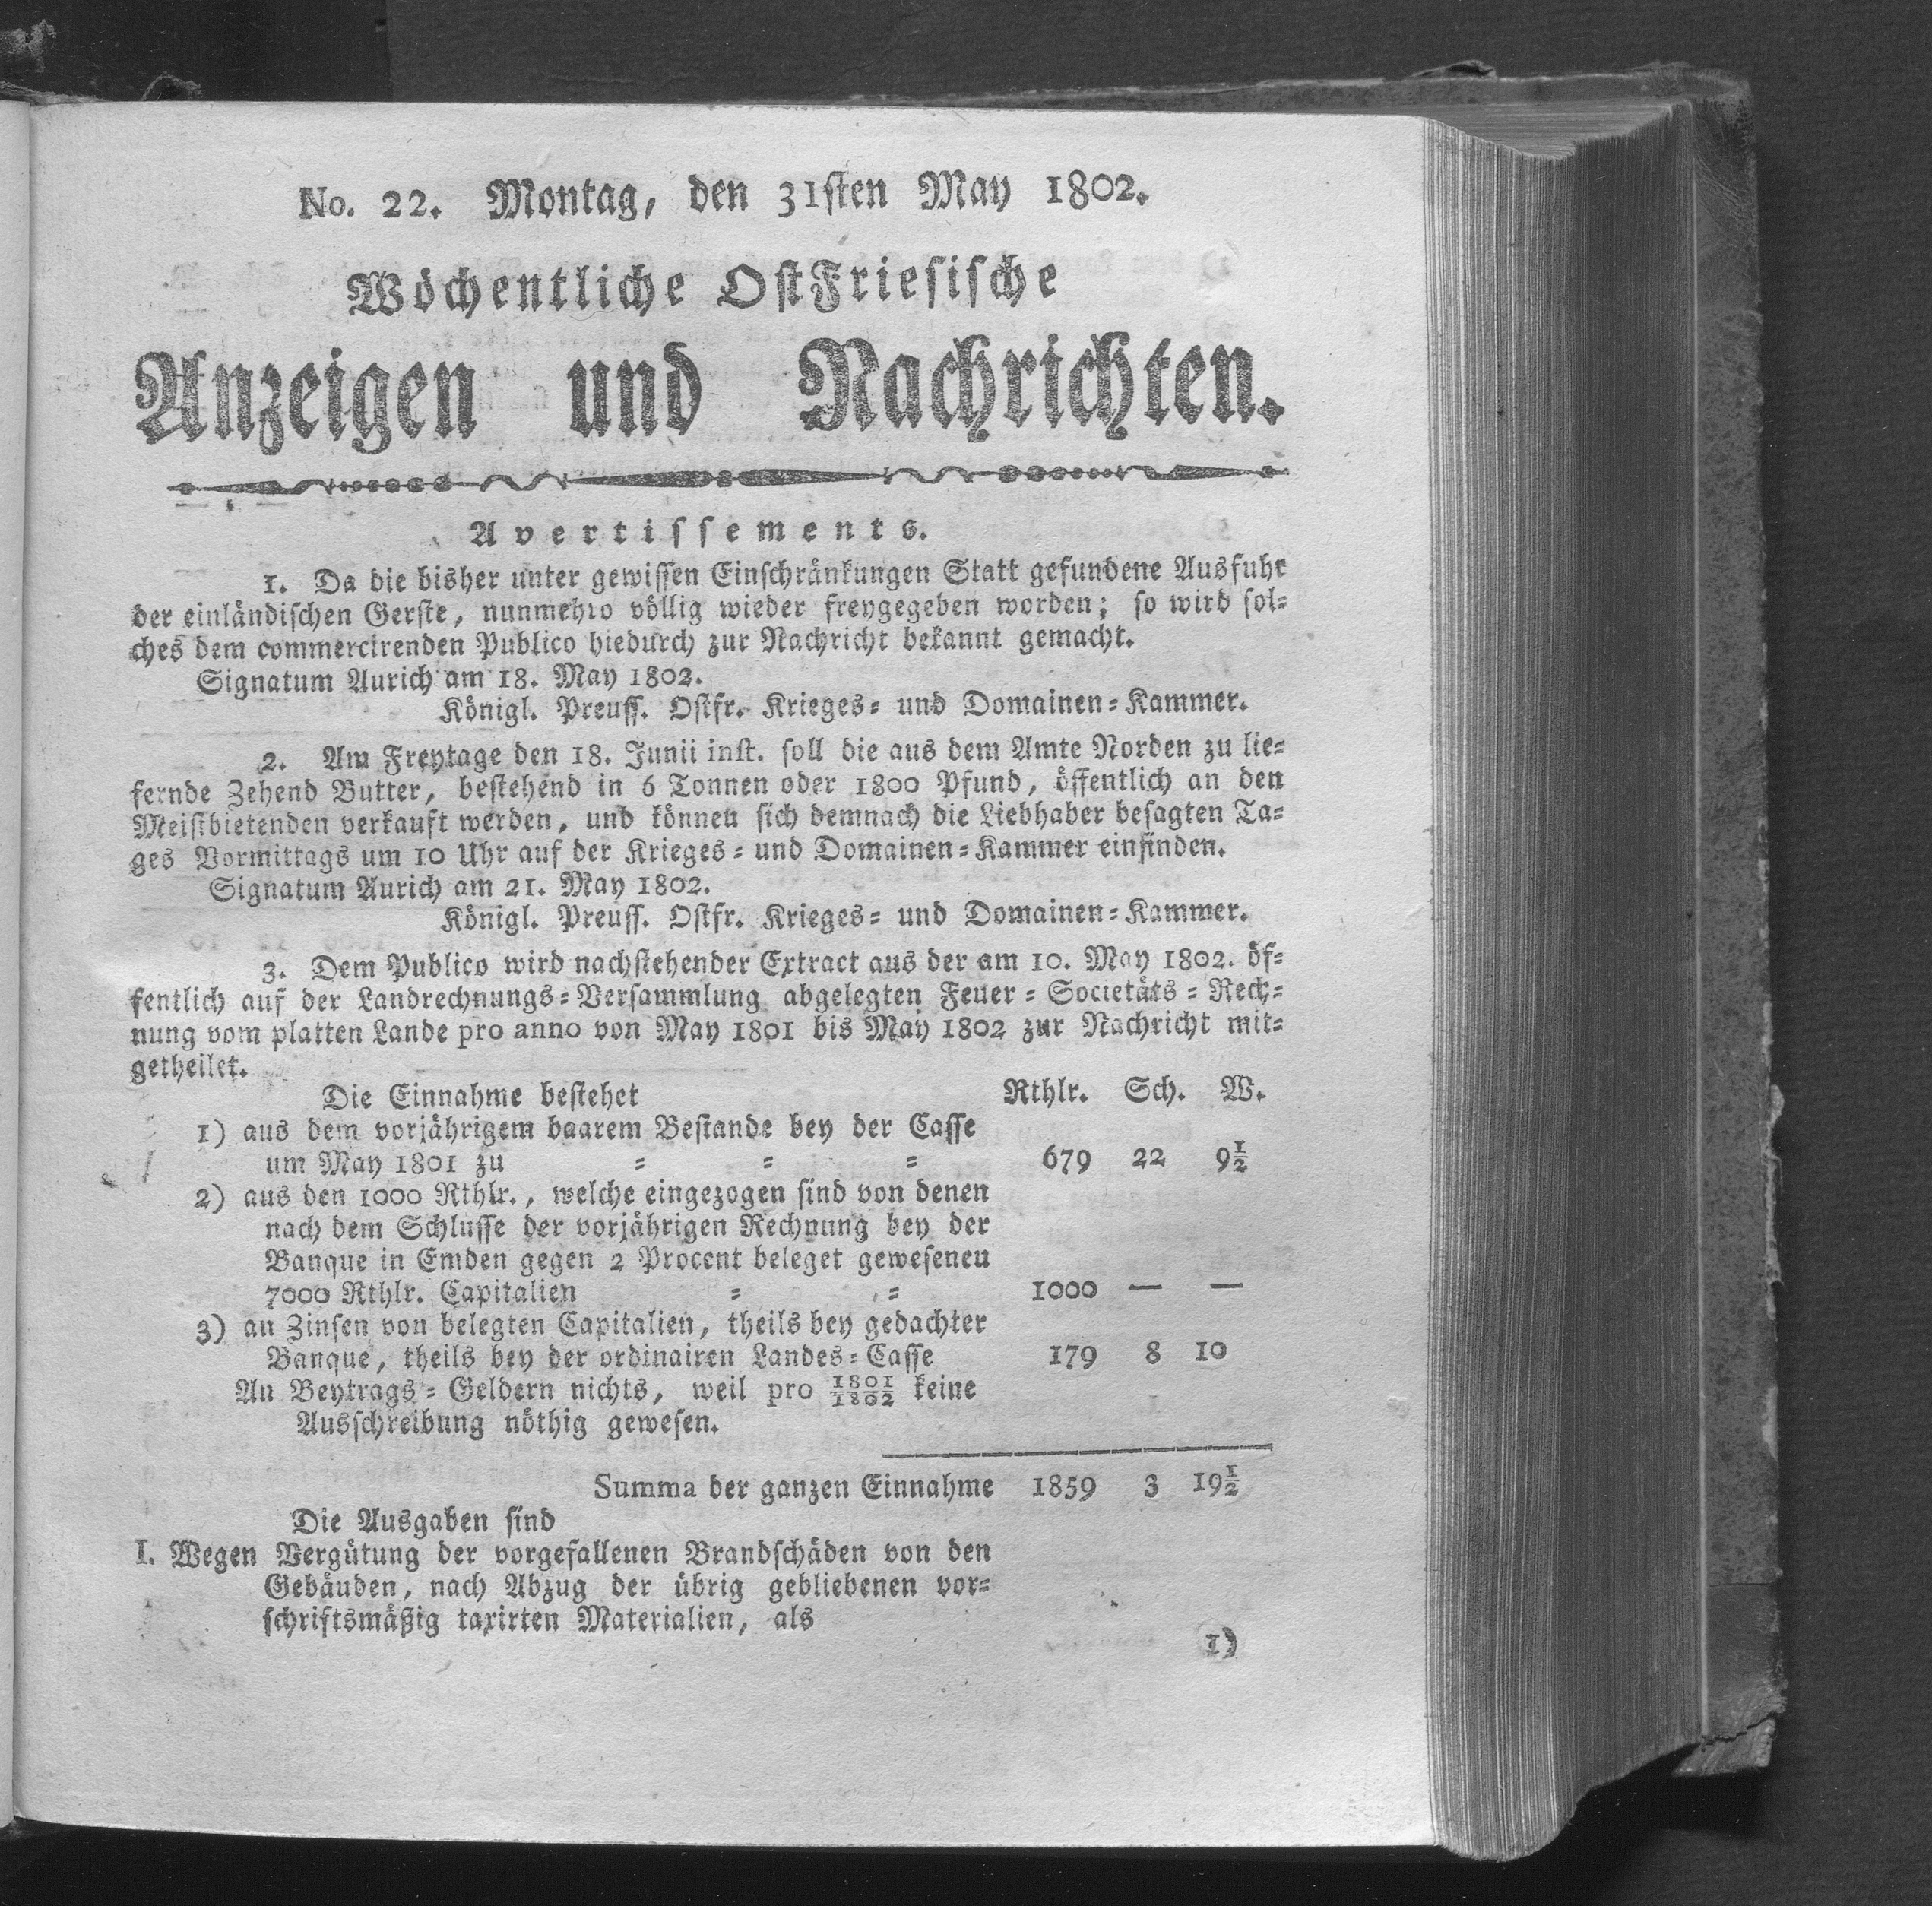 No. 22. Montag, den 31sten May 1802.
Wöchentliche OstFriesische
Anzeigen und Nachrichten.
Avertissements.
1. Da die bisher unter gewissen Einschränkungen Statt gefundene Ausfuhr
der einländischen Gerste, nunmehro völlig wieder freygegeben worden; so wird sol=
ches dem commercirenden Publico hiedurch zur Nachricht bekannt gemacht.
Signatum Aurich am 18. May 1802.
Königl. Preuss. Ostfr. Krieges= und Domainen=Kammer.
2. Am Freytage den 18. Junii inst. soll die aus dem Amte Norden zu lie=
fernde Zehend Butter, bestehend in 6 Tonnen oder 1800 Pfund, öffentlich an den
Meistbietenden verkauft werden, und können sich demnach die Liebhaber besagten Ta=
ges Vormittags um 10 Uhr auf der Krieges= und Domainen=Kammer einfinden.
Signatum Aurich am 21. May 1802.
Königl. Preuss. Ostfr. Krieges= und Domainen=Kammer.
3. Dem Publico wird nachstehender Extract aus der am 10. May 1802. öf=
fentlich auf der Landrechnungs=Versammlung abgelegten Feuer=Societäts=Rech=
nung vom platten Lande pro anno von May 1801 bis May 1802 zur Nachricht mit=
getheilet.
Die Einnahme bestehet Rthlr. Sch. W.
1) aus dem vorjährigem baarem Bestande bey der Casse
um May 1801 zu = = = 679 22 9½
2) aus den 1000 Rthlr., welche eingezogen sind von denen
nach dem Schlusse der vorjährigen Rechnung bey der
Banque in Emden gegen 2 Procent beleget gewesenen
7000 Rthlr. Capitalien = = 1000 — —
3) an Zinsen von belegten Capitalien, theils bey gedachter
Banque, theils bey der ordinairen Landes=Casse 179 8 10
An Beytrags=Geldern nichts, weil pro 1801/1802 keine
Ausschreibung nöthig gewesen.
Summa der ganzen Einnahme 1859 3 19½
Die Ausgaben sind
I. Wegen Vergütung der vorgefallenen Brandschäden von den
Gebäuden, nach Abzug der übrig gebliebenen vor=
schriftsmäßig taxirten Materialien, als
1)